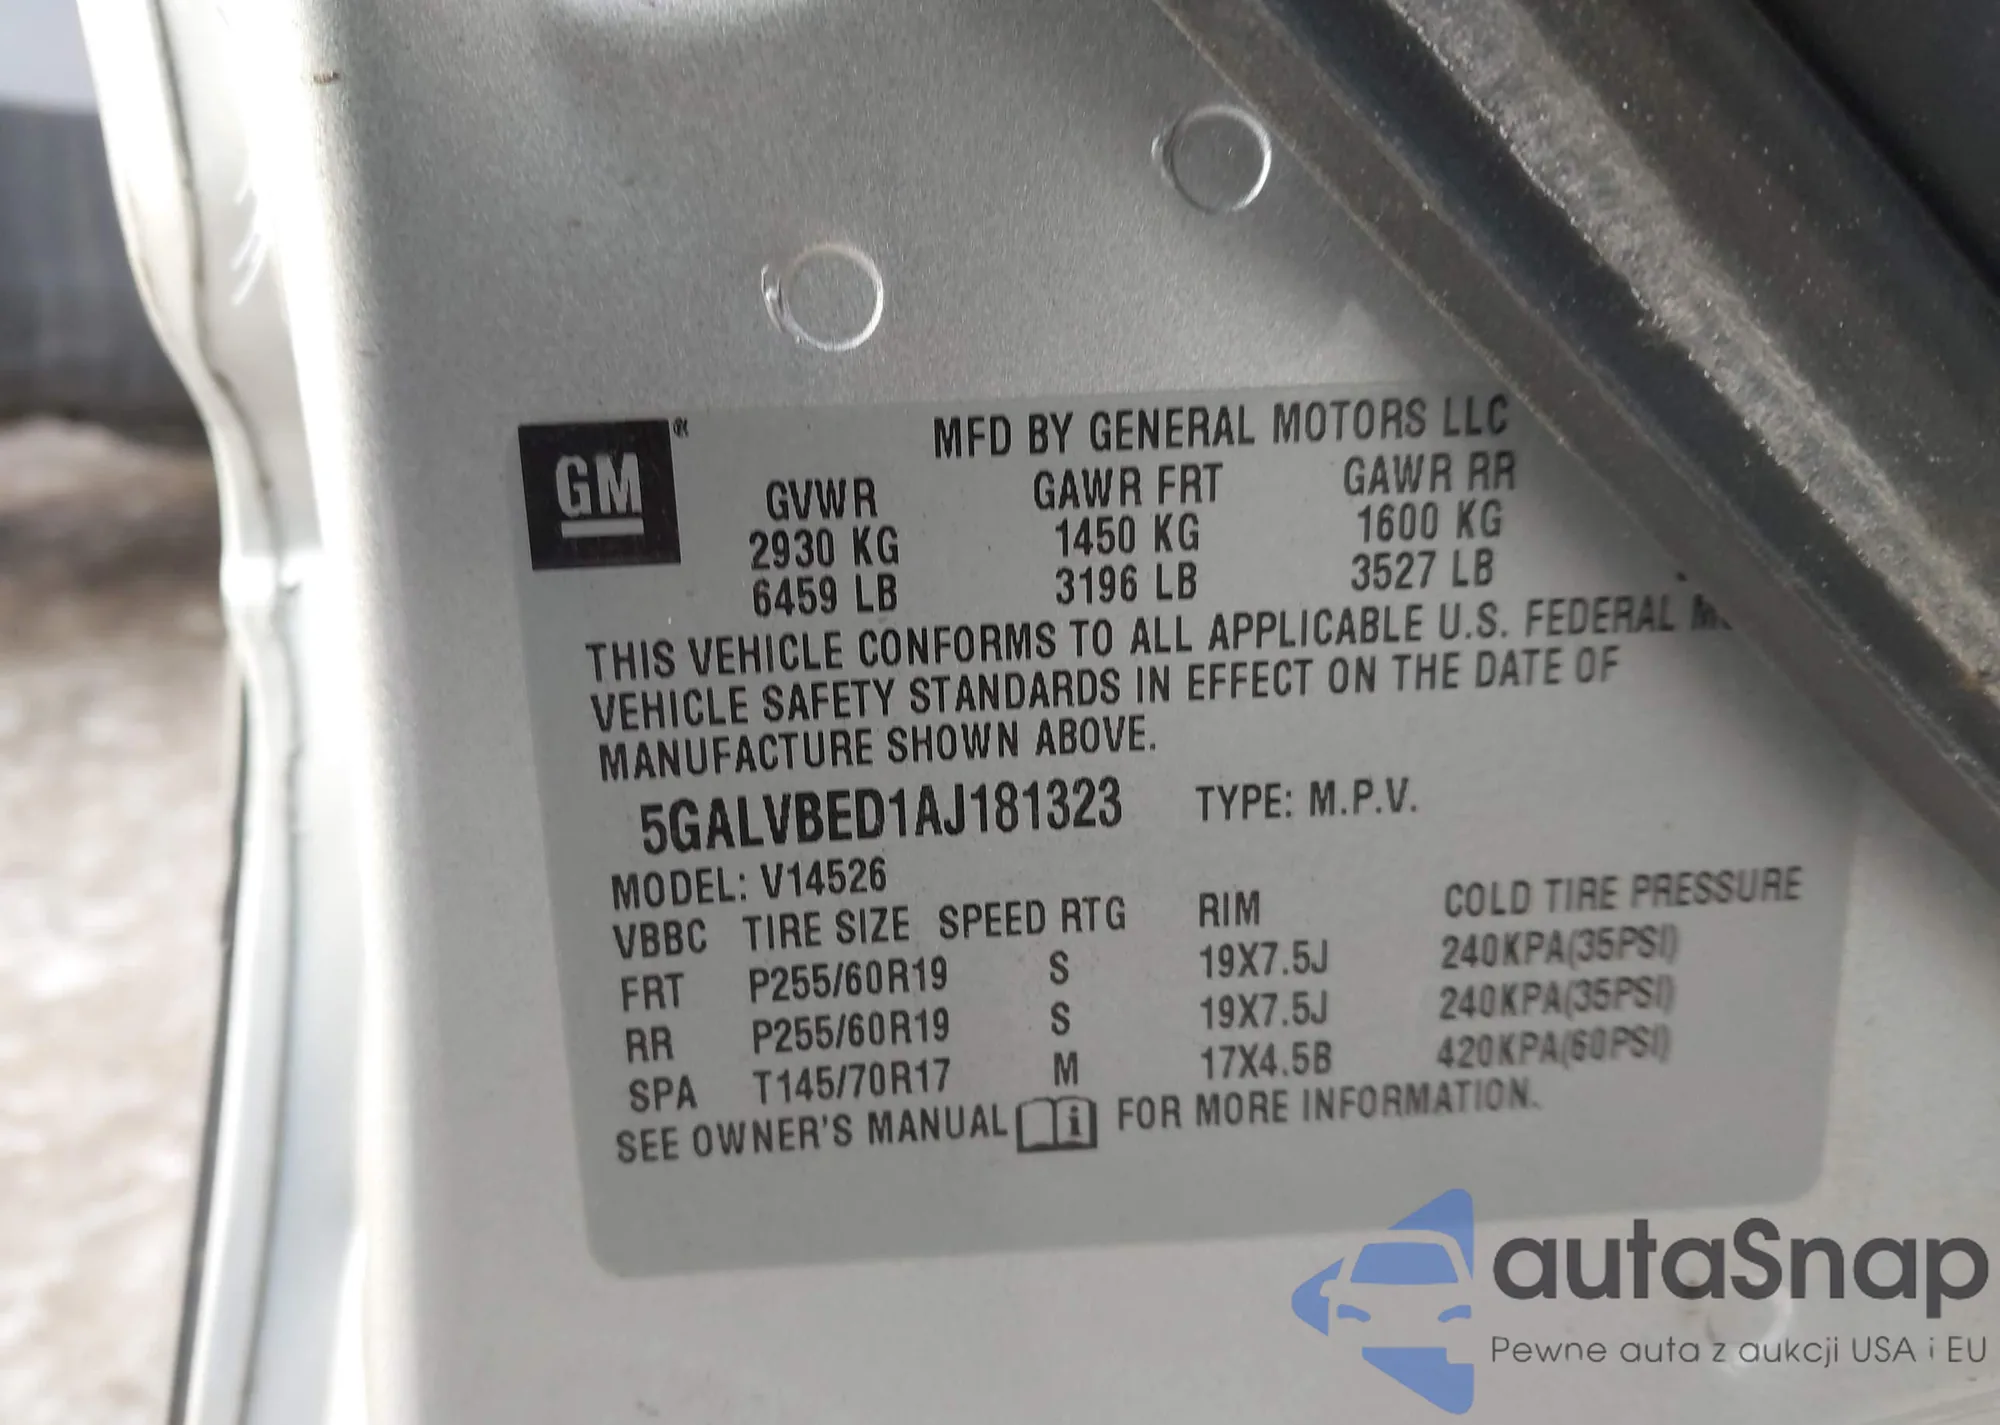 GM®
MFD BY GENERAL MOTORS LLC
GVWR GAWR FRT GAWR RR
2930 KG 1450 KG 1600 KG
6459 LB 3196 LB 3527 LB
THIS VEHICLE CONFORMS TO ALL APPLICABLE U.S. FEDERAL
VEHICLE SAFETY STANDARDS IN EFFECT ON THE DATE OF
MANUFACTURE SHOWN ABOVE.
5GALVBED1AJ181323 TYPE: M.P.V.
MODEL: V14526
VBBC TIRE SIZE SPEED RTG RIM COLD TIRE PRESSURE
FRT P255/60R19 S 19X7.5J 240KPA(35PSI)
RR P255/60R19 S 19X7.5J 240KPA(35PSI)
SPA T145/70R17 M 17X4.5B 420KPA(60PSI)
SEE OWNER'S MANUAL i FOR MORE INFORMATION.
autaSnap
Pewne auta z aukcji USA i EU